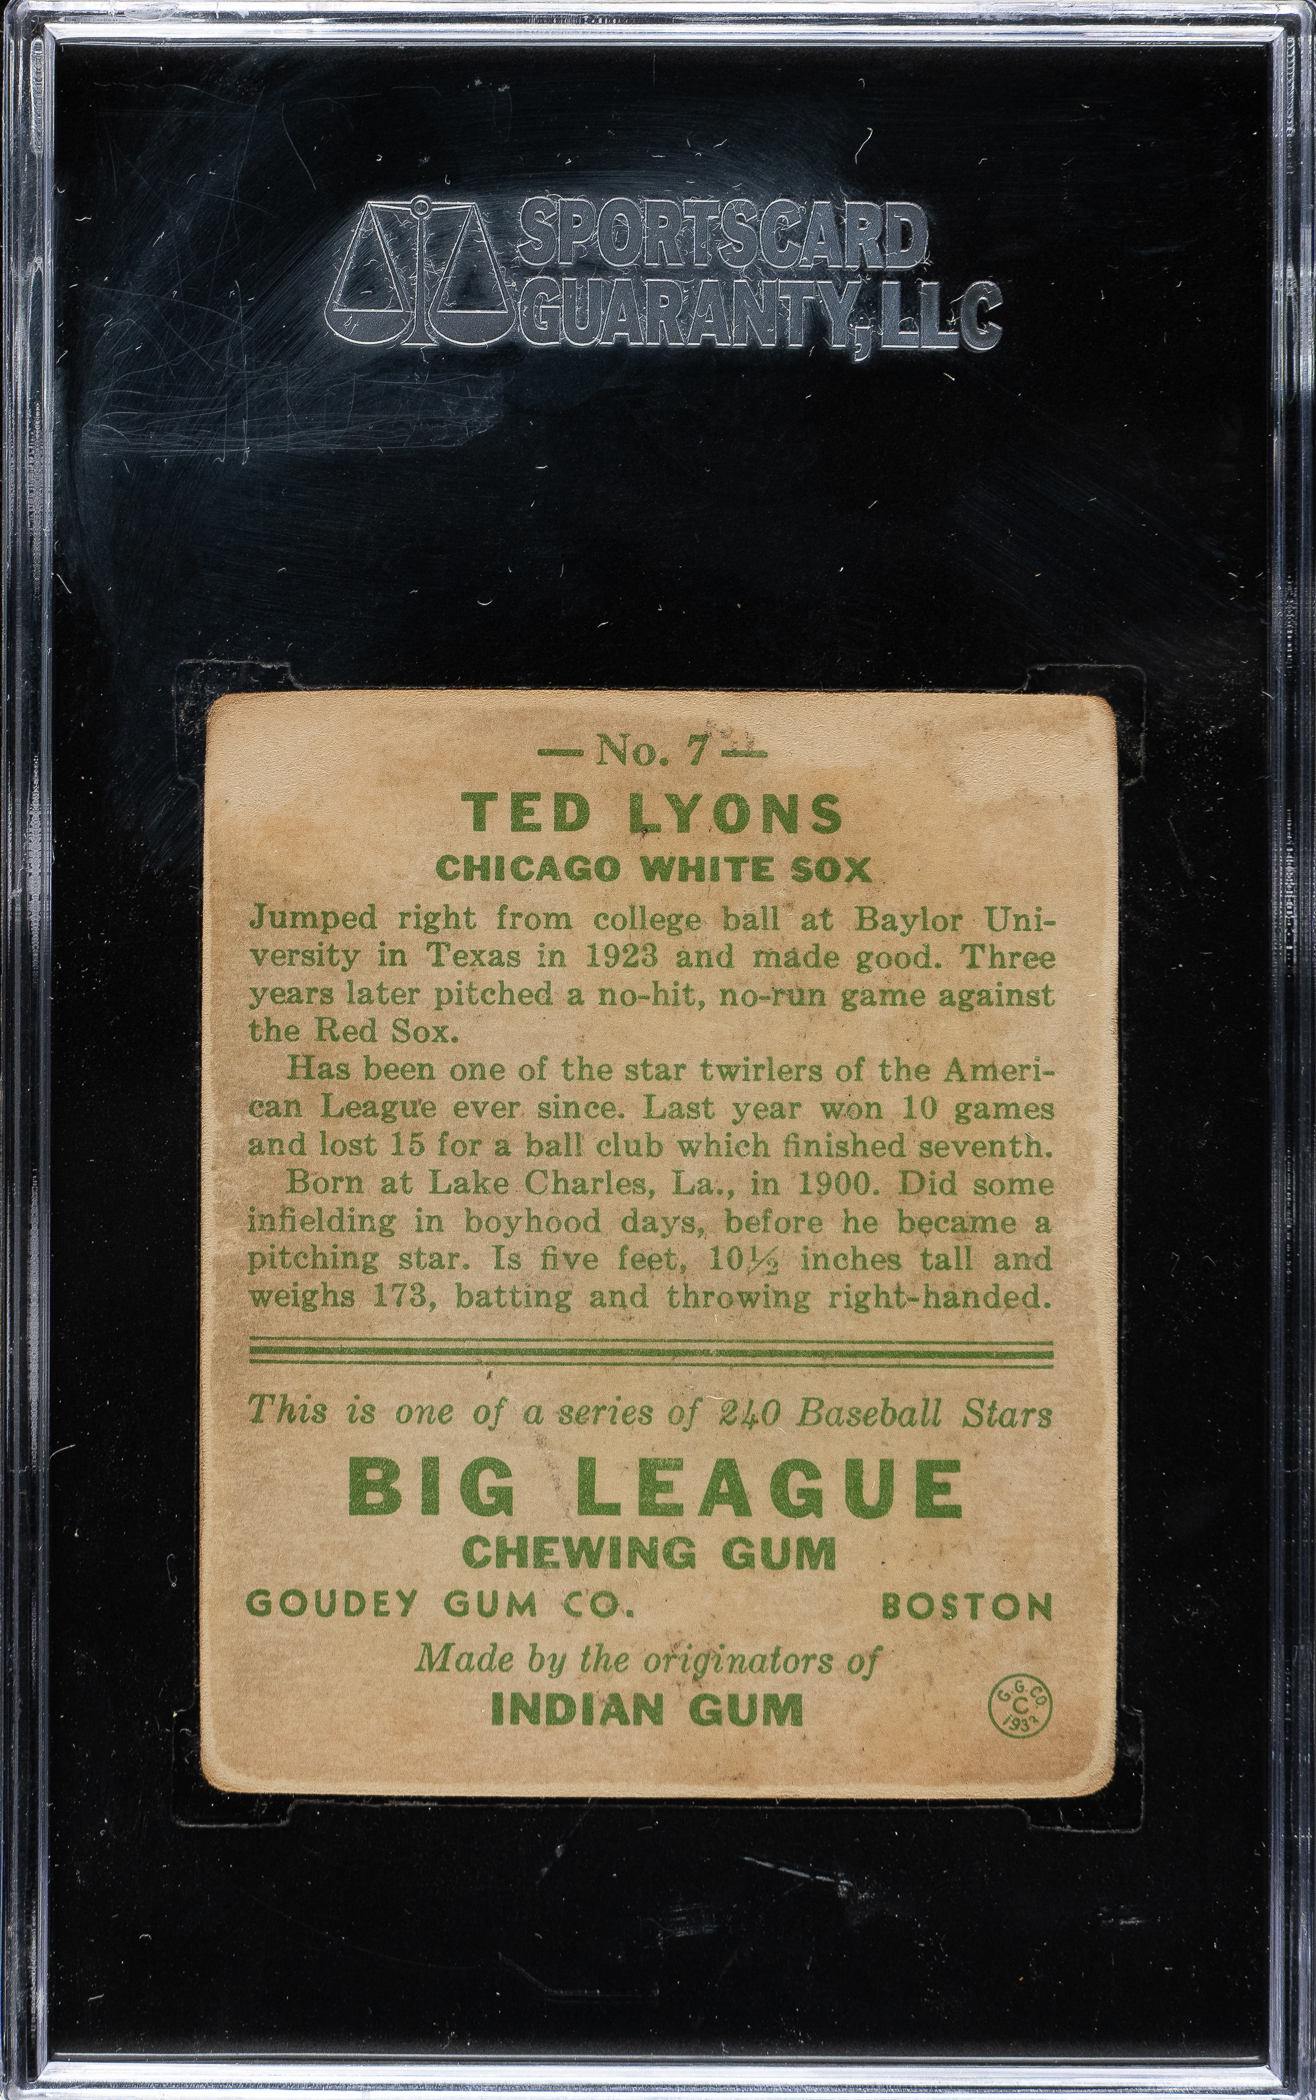 SPORTSCARD
GUARANTY, LLC
— No. 7 —
TED LYONS
CHICAGO WHITE SOX
Jumped right from college ball at Baylor Uni-
versity in Texas in 1923 and made good. Three
years later pitched a no-hit, no-run game against
the Red Sox.
Has been one of the star twirlers of the Ameri-
can League ever since. Last year won 10 games
and lost 15 for a ball club which finished seventh.
Born at Lake Charles, La., in 1900. Did some
infielding in boyhood days, before he became a
pitching star. Is five feet, 10½ inches tall and
weighs 173, batting and throwing right-handed.
This is one of a series of 240 Baseball Stars
BIG LEAGUE
CHEWING GUM
GOUDEY GUM CO. BOSTON
Made by the originators of
INDIAN GUM
G.G.CO.
C
1933